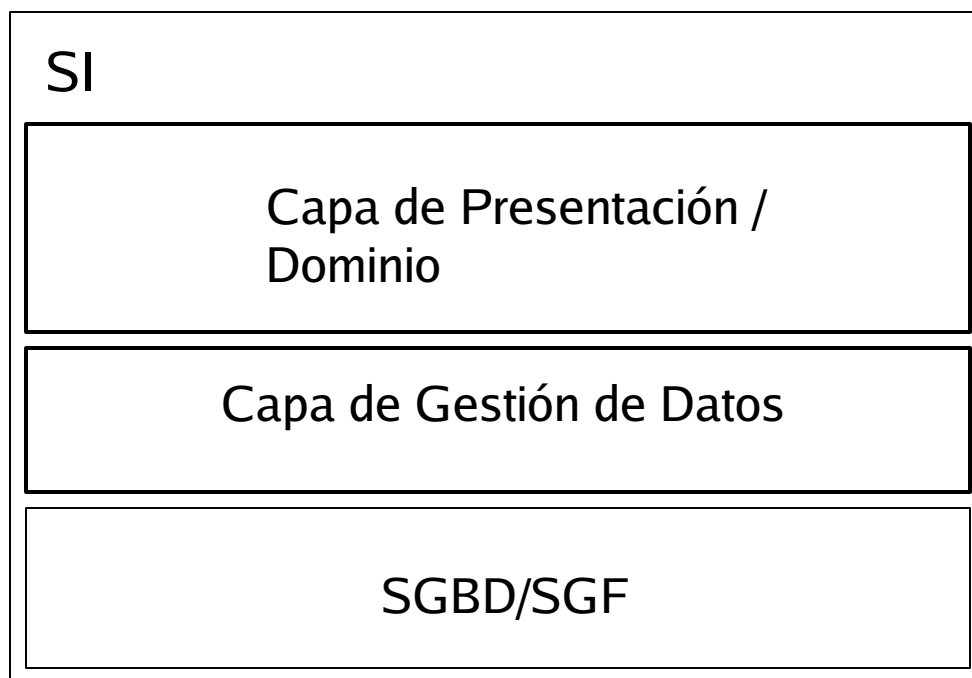 SI
Capa de Presentación /
Dominio
Capa de Gestión de Datos
SGBD/SGF